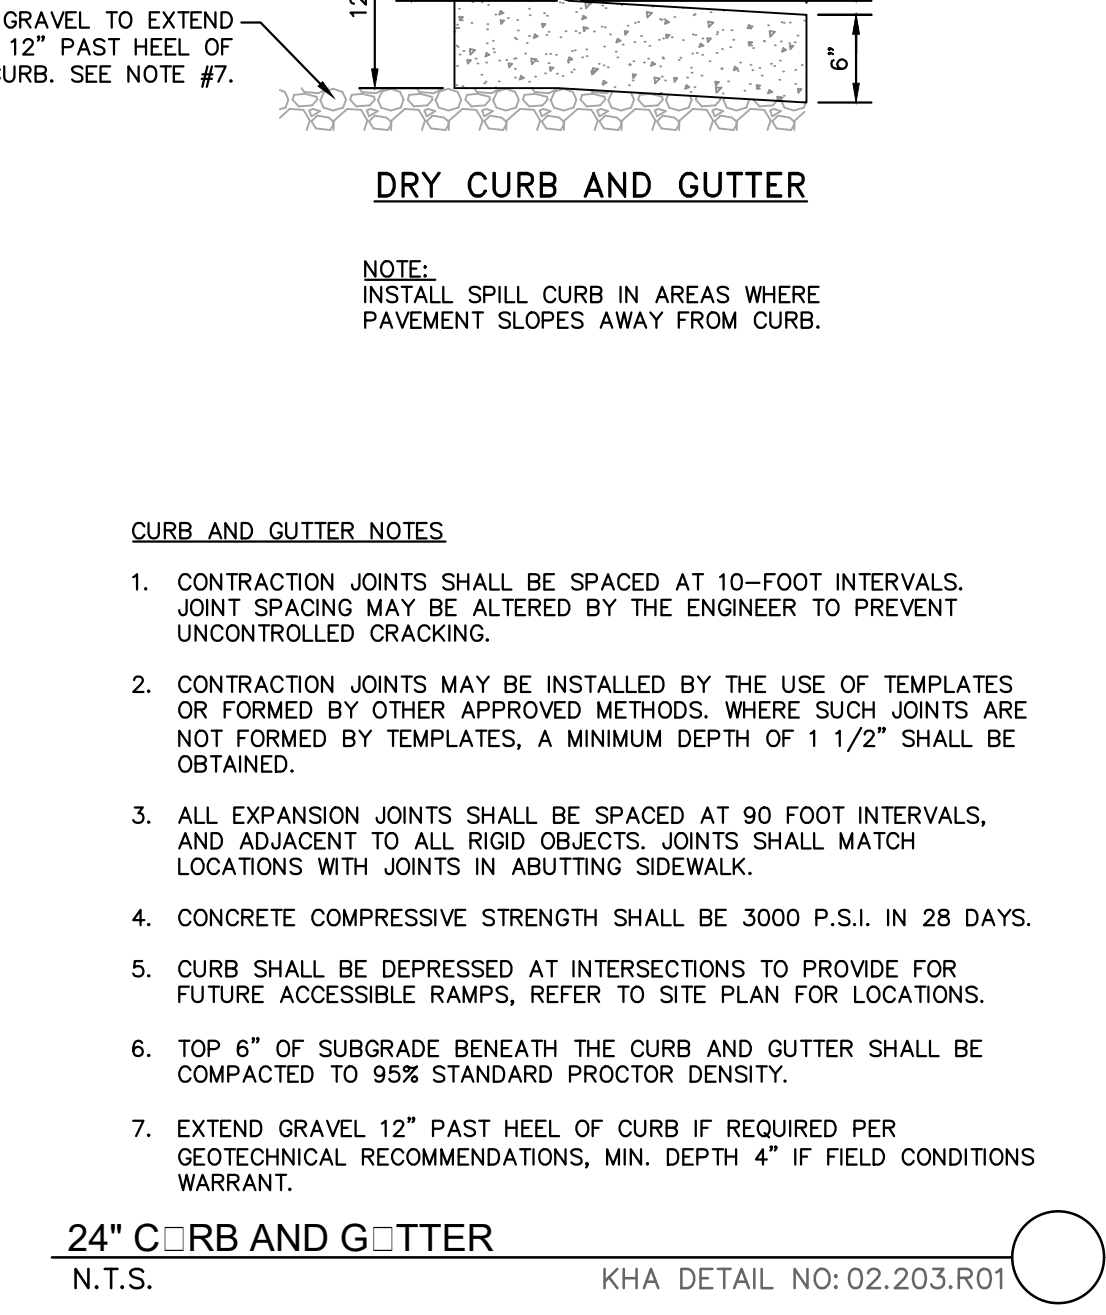 GRAVEL TO EXTEND
12" PAST HEEL OF
CURB. SEE NOTE #7.
12
6"
DRY CURB AND GUTTER
NOTE:
INSTALL SPILL CURB IN AREAS WHERE
PAVEMENT SLOPES AWAY FROM CURB.
CURB AND GUTTER NOTES
1. CONTRACTION JOINTS SHALL BE SPACED AT 10-FOOT INTERVALS.
JOINT SPACING MAY BE ALTERED BY THE ENGINEER TO PREVENT
UNCONTROLLED CRACKING.
2. CONTRACTION JOINTS MAY BE INSTALLED BY THE USE OF TEMPLATES
OR FORMED BY OTHER APPROVED METHODS. WHERE SUCH JOINTS ARE
NOT FORMED BY TEMPLATES, A MINIMUM DEPTH OF 1 1/2" SHALL BE
OBTAINED.
3. ALL EXPANSION JOINTS SHALL BE SPACED AT 90 FOOT INTERVALS,
AND ADJACENT TO ALL RIGID OBJECTS. JOINTS SHALL MATCH
LOCATIONS WITH JOINTS IN ABUTTING SIDEWALK.
4. CONCRETE COMPRESSIVE STRENGTH SHALL BE 3000 P.S.I. IN 28 DAYS.
5. CURB SHALL BE DEPRESSED AT INTERSECTIONS TO PROVIDE FOR
FUTURE ACCESSIBLE RAMPS, REFER TO SITE PLAN FOR LOCATIONS.
6. TOP 6" OF SUBGRADE BENEATH THE CURB AND GUTTER SHALL BE
COMPACTED TO 95% STANDARD PROCTOR DENSITY.
7. EXTEND GRAVEL 12" PAST HEEL OF CURB IF REQUIRED PER
GEOTECHNICAL RECOMMENDATIONS, MIN. DEPTH 4" IF FIELD CONDITIONS
WARRANT.
24" C□RB AND G□TTER
N.T.S.
KHA DETAIL NO: 02.203.R01